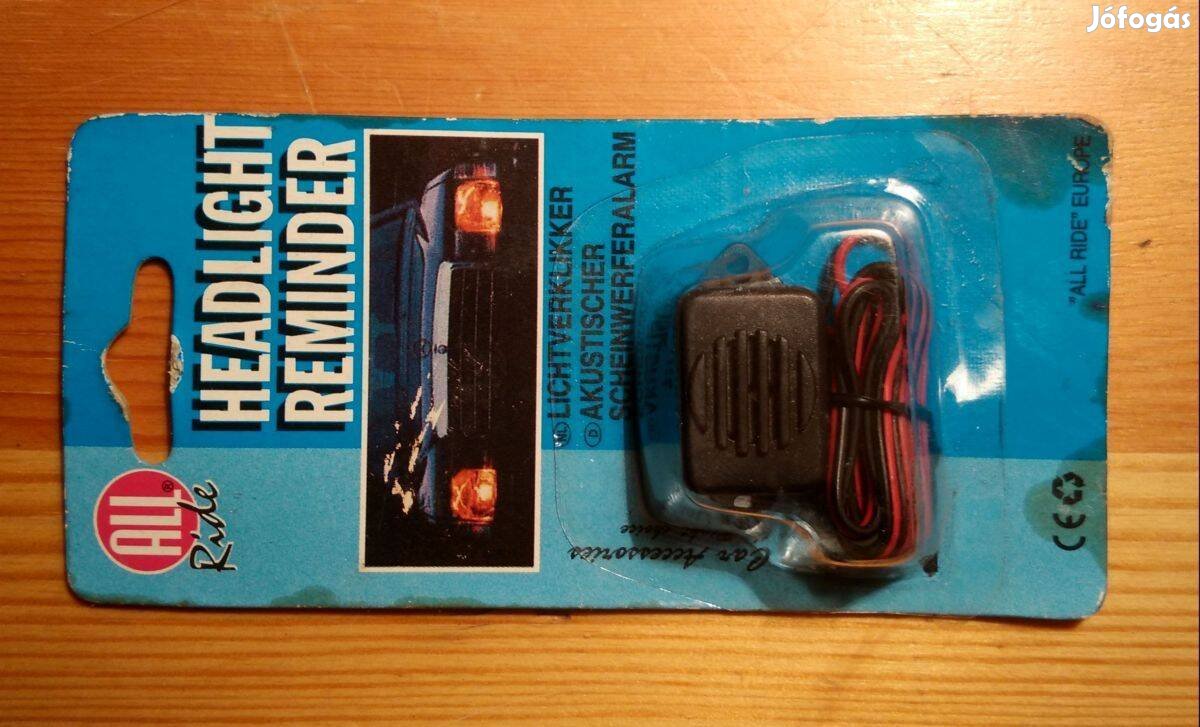 Jófogás
HEADLIGHT
REMINDER
NL LICHTVERKLIKKER
D AKUSTISCHER
SCHEINWERFERALARM
ALL®
Ride
Car Accessories
"ALL RIDE" EUROPE
CE